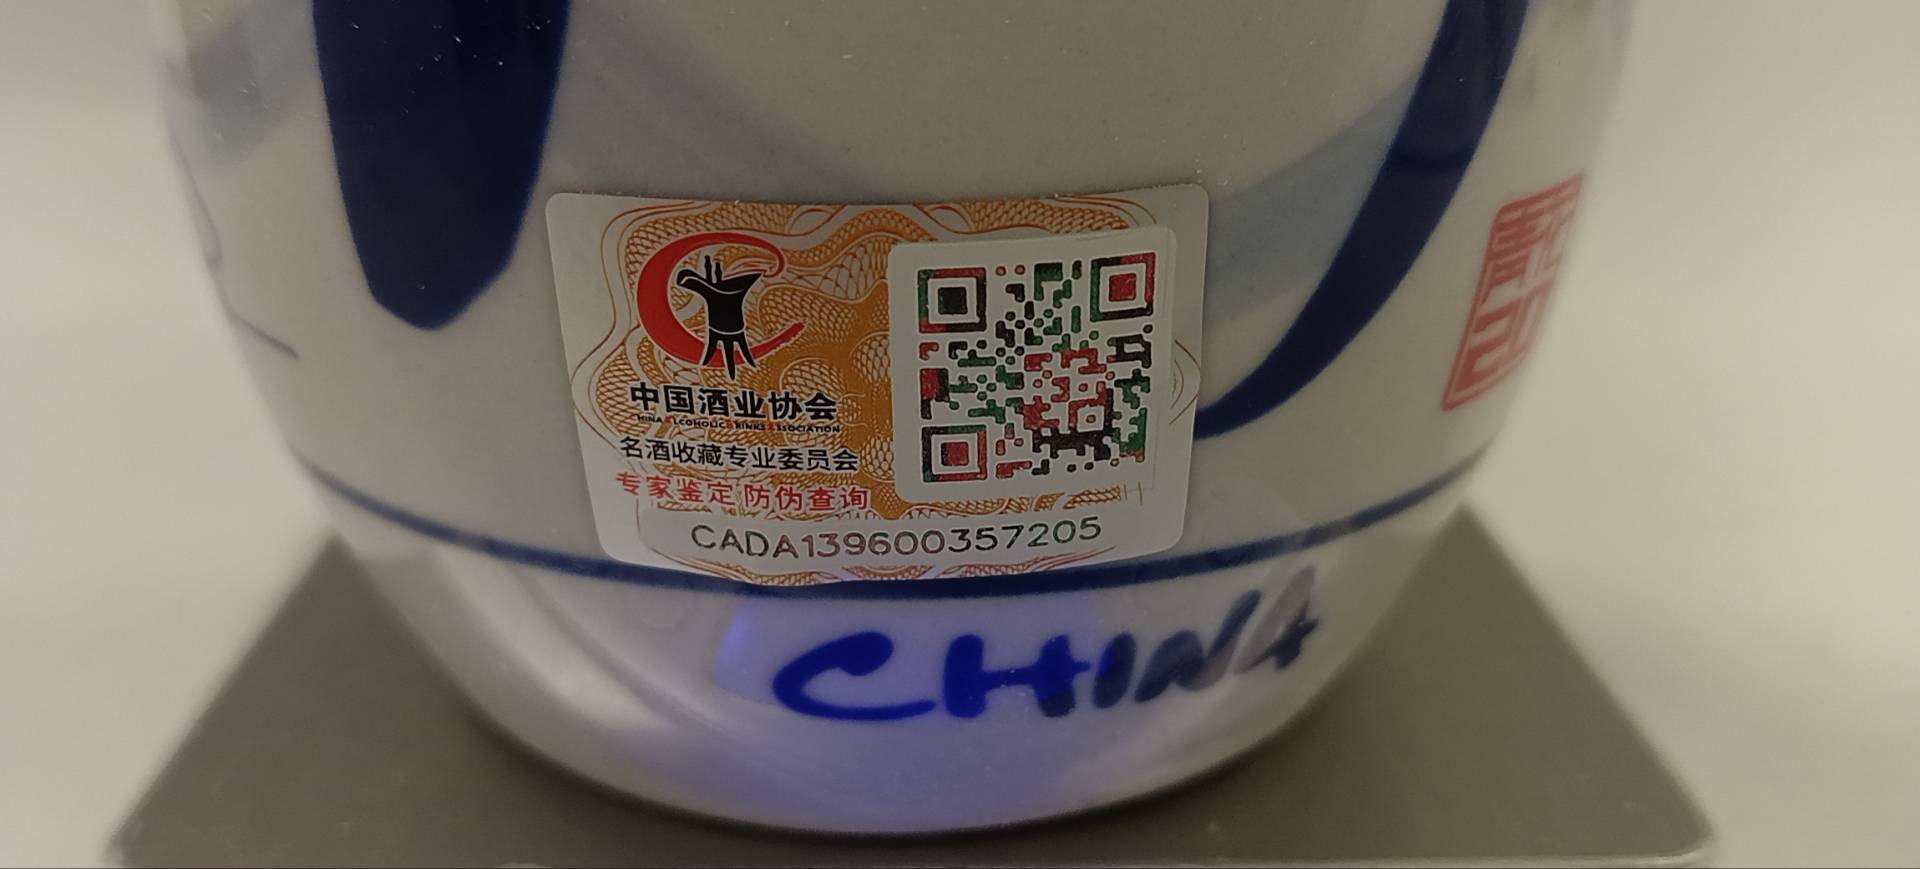 中国酒业协会
CHINA ALCOHOLIC DRINKS ASSOCIATION
名酒收藏专业委员会
专家鉴定 防伪查询
CADA139600357205
CHINA